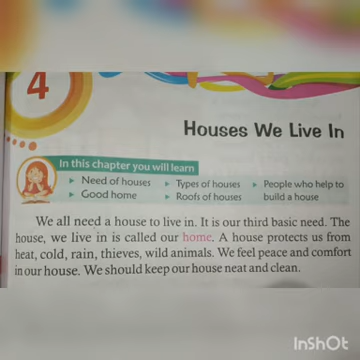 4
Houses We Live In
In this chapter you will learn
Need of houses
Types of houses
People who help to
build a house
Good home
Roofs of houses
We all need a house to live in. It is our third basic need. The
house, we live in is called our home. A house protects us from
heat, cold, rain, thieves, wild animals. We feel peace and comfort
in our house. We should keep our house neat and clean.
InShOt